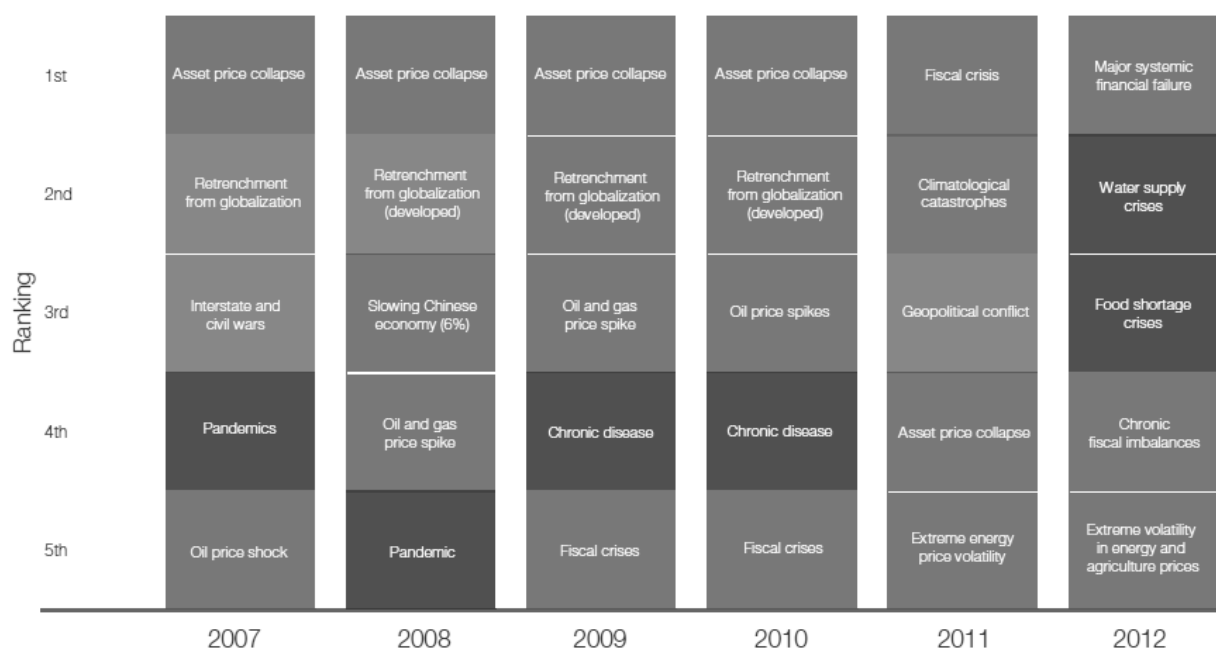 1st
Asset price collapse
Asset price collapse
Asset price collapse
Asset price collapse
Fiscal crisis
Major systemic
financial failure
2nd
Retrenchment
from globalization
Retrenchment
from globalization
(developed)
Retrenchment
from globalization
(developed)
Retrenchment
from globalization
(developed)
Climatological
catastrophes
Water supply
crises
Ranking
3rd
Interstate and
civil wars
Slowing Chinese
economy (6%)
Oil and gas
price spike
Oil price spikes
Geopolitical conflict
Food shortage
crises
4th
Pandemics
Oil and gas
price spike
Chronic disease
Chronic disease
Asset price collapse
Chronic
fiscal imbalances
5th
Oil price shock
Pandemic
Fiscal crises
Fiscal crises
Extreme energy
price volatility
Extreme volatility
in energy and
agriculture prices
2007
2008
2009
2010
2011
2012